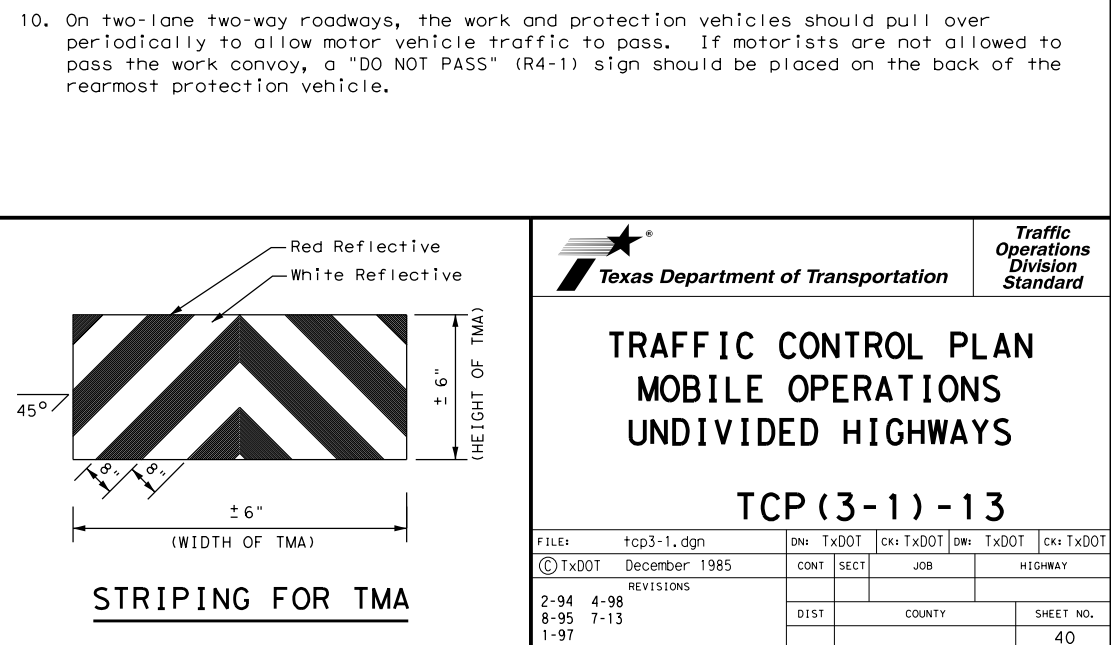 10. On two-lane two-way roadways, the work and protection vehicles should pull over
periodically to allow motor vehicle traffic to pass. If motorists are not allowed to
pass the work convoy, a "DO NOT PASS" (R4-1) sign should be placed on the back of the
rearmost protection vehicle.
Red Reflective
White Reflective
45°
8"
8"
± 6"
(HEIGHT OF TMA)
± 6"
(WIDTH OF TMA)
STRIPING FOR TMA
®
Texas Department of Transportation
Traffic
Operations
Division
Standard
TRAFFIC CONTROL PLAN
MOBILE OPERATIONS
UNDIVIDED HIGHWAYS
TCP(3-1)-13
FILE: tcp3-1.dgn DN: TxDOT CK: TxDOT DW: TxDOT CK: TxDOT
© TxDOT December 1985 CONT SECT JOB HIGHWAY
REVISIONS
2-94 4-98
8-95 7-13
1-97
DIST COUNTY SHEET NO.
40